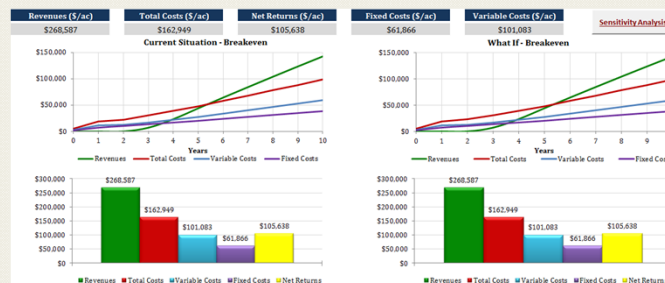 Revenues ($/ac) Total Costs ($/ac) Net Returns ($/ac) Fixed Costs ($/ac) Variable Costs ($/ac)
$268,587 $162,949 $105,638 $61,866 $101,083
Sensitivity Analysis
Current Situation - Breakeven What If - Breakeven
$150,000 $150,000
$100,000 $100,000
$50,000 $50,000
$0 $0
0 1 2 3 4 5 6 7 8 9 10 0 1 2 3 4 5 6 7 8 9
Years Years
Revenues Total Costs Variable Costs Fixed Costs Revenues Total Costs Variable Costs Fixed Cos
$300,000 $300,000
$250,000 $250,000
$200,000 $200,000
$150,000 $150,000
$100,000 $100,000
$50,000 $50,000
$0 $0
$268,587 $162,949 $101,083 $61,866 $105,638 $268,587 $162,949 $101,083 $61,866 $105,638
Revenues Total Costs Variable Costs Fixed Costs Net Returns Revenues Total Costs Variable Costs Fixed Costs Net Returns